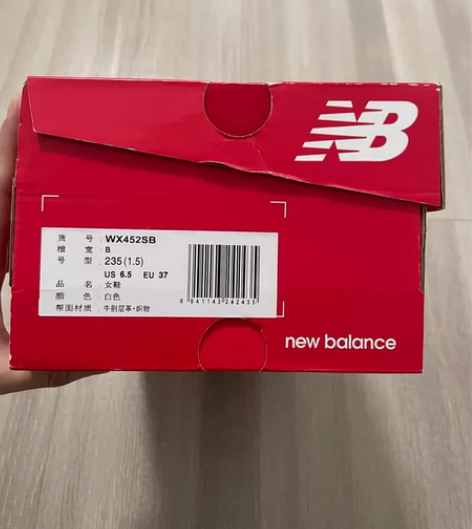 NB
货 号：WX452SB
楦 宽：B
号 型：235(1.5)
US 6.5 EU 37
品 名：女鞋
颜 色：白色
帮面材质：牛剖层革·织物
6941143242435
new balance